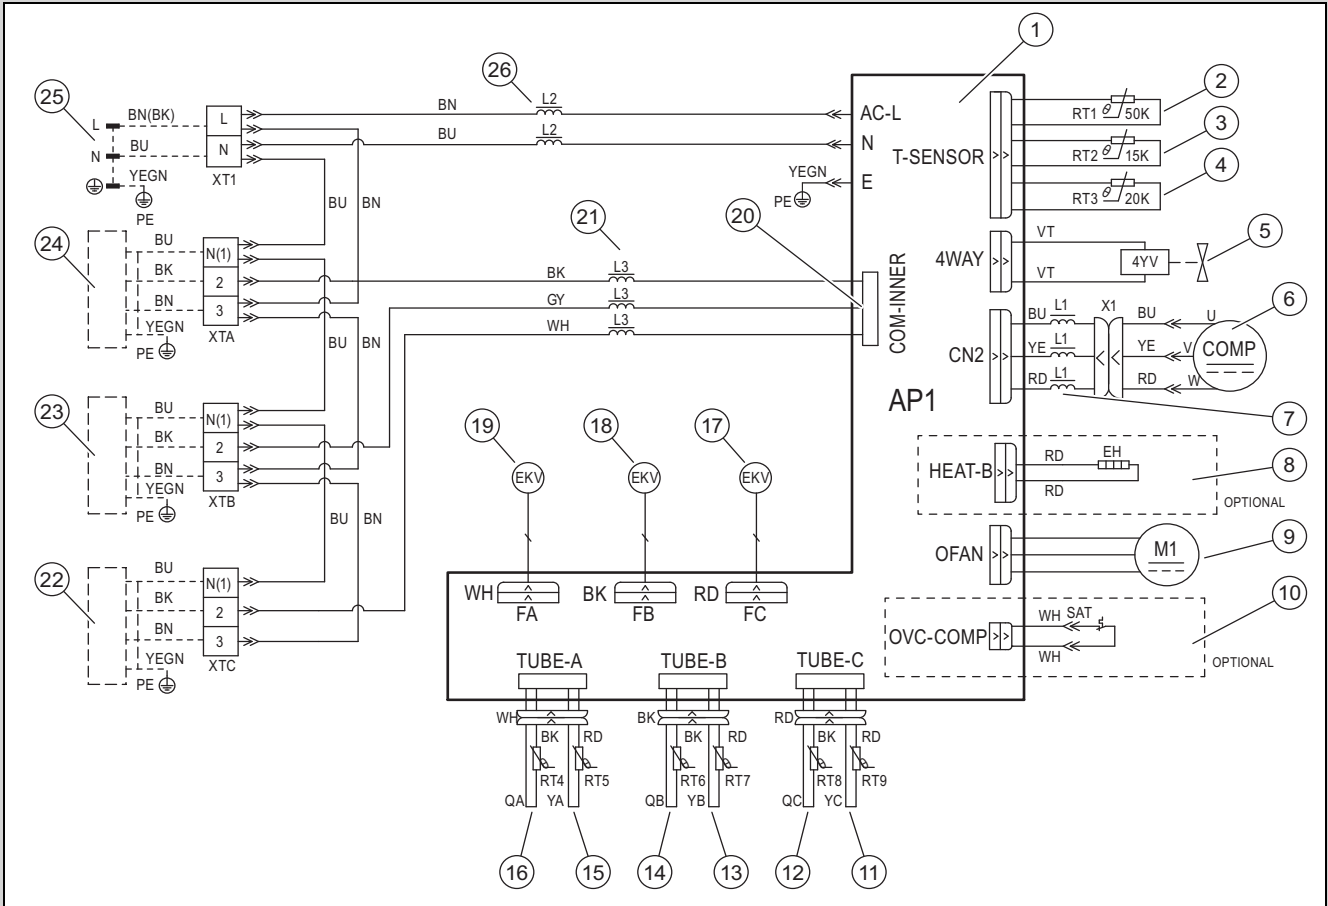 1
26
25
L2
AC-L
BN
BN(BK)
L
L
T-SENSOR
RT1
50K
2
L2
N
BU
BU
N
N
XT1
RT2
15K
3
YEGN
PE
YEGN
PE
E
RT3
20K
4
BU
BN
24
BU
N(1)
BK
2
BN
3
YEGN
PE
XTA
21
20
BK
L3
GY
L3
WH
L3
COM-INNER
4WAY
VT
VT
4YV
5
BU
BN
CN2
BU
L1
X1
BU
U
6
YE
L1
YE
V
COMP
RD
L1
RD
W
7
AP1
23
BU
N(1)
BK
2
BN
3
YEGN
PE
XTB
19
EKV
18
EKV
17
EKV
HEAT-B
RD
EH
RD
8
OPTIONAL
BU
BN
OFAN
M1
9
22
BU
N(1)
BK
2
BN
3
YEGN
PE
XTC
WH
FA
BK
FB
RD
FC
OVC-COMP
WH
SAT
WH
10
OPTIONAL
TUBE-A
TUBE-B
TUBE-C
WH
BK
RD
BK
RD
BK
RD
BK
RD
RT4
RT5
RT6
RT7
RT8
RT9
QA
YA
QB
YB
QC
YC
16
15
14
13
12
11